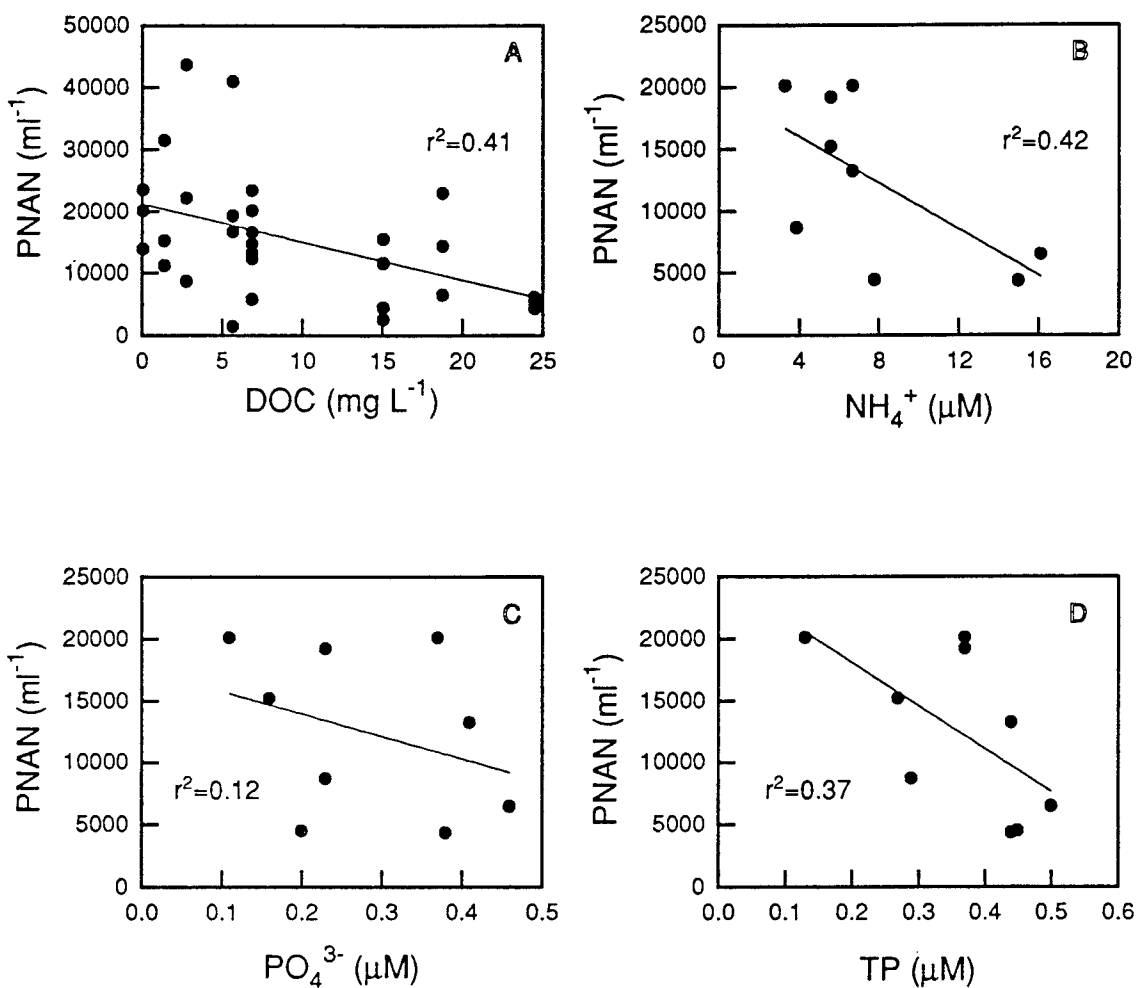 A
PNAN (ml⁻¹)
50000
40000
30000
20000
10000
0
r²=0.41
0 5 10 15 20 25
DOC (mg L⁻¹)
B
PNAN (ml⁻¹)
25000
20000
15000
10000
5000
0
r²=0.42
0 4 8 12 16 20
NH₄⁺ (μM)
C
PNAN (ml⁻¹)
25000
20000
15000
10000
5000
0
r²=0.12
0.0 0.1 0.2 0.3 0.4 0.5
PO₄³⁻ (μM)
D
PNAN (ml⁻¹)
25000
20000
15000
10000
5000
0
r²=0.37
0.0 0.1 0.2 0.3 0.4 0.5 0.6
TP (μM)